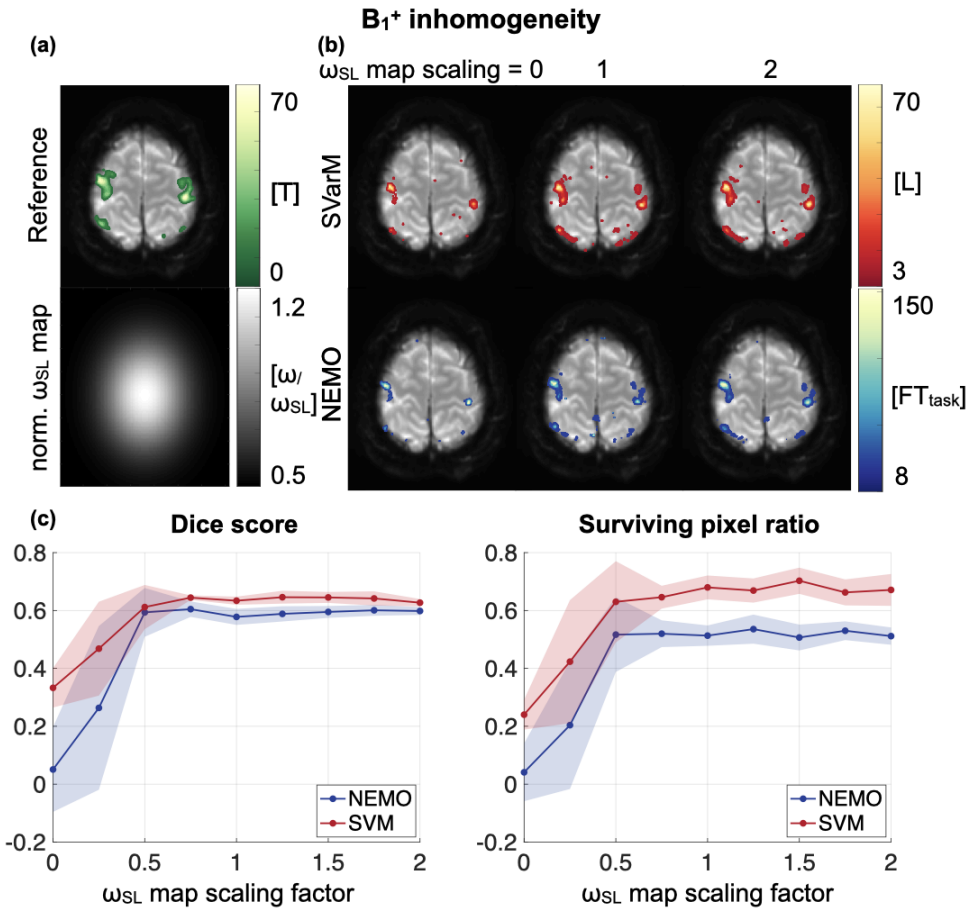 B₁⁺ inhomogeneity
(a)
(b)
ωSL map scaling = 0 1 2
Reference
70
[T]
0
SVarM
70
[L]
3
norm. ωSL map
1.2
[ω/
ωSL]
0.5
NEMO
150
[FTtask]
8
(c)
Dice score
0.8
0.6
0.4
0.2
0
-0.2
0 0.5 1 1.5 2
ωSL map scaling factor
NEMO
SVM
Surviving pixel ratio
0.8
0.6
0.4
0.2
0
-0.2
0 0.5 1 1.5 2
ωSL map scaling factor
NEMO
SVM